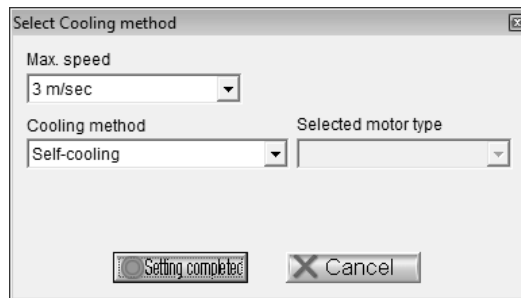 Select Cooling method
Max. speed
3 m/sec
Cooling method
Selected motor type
Self-cooling
Setting completed
Cancel